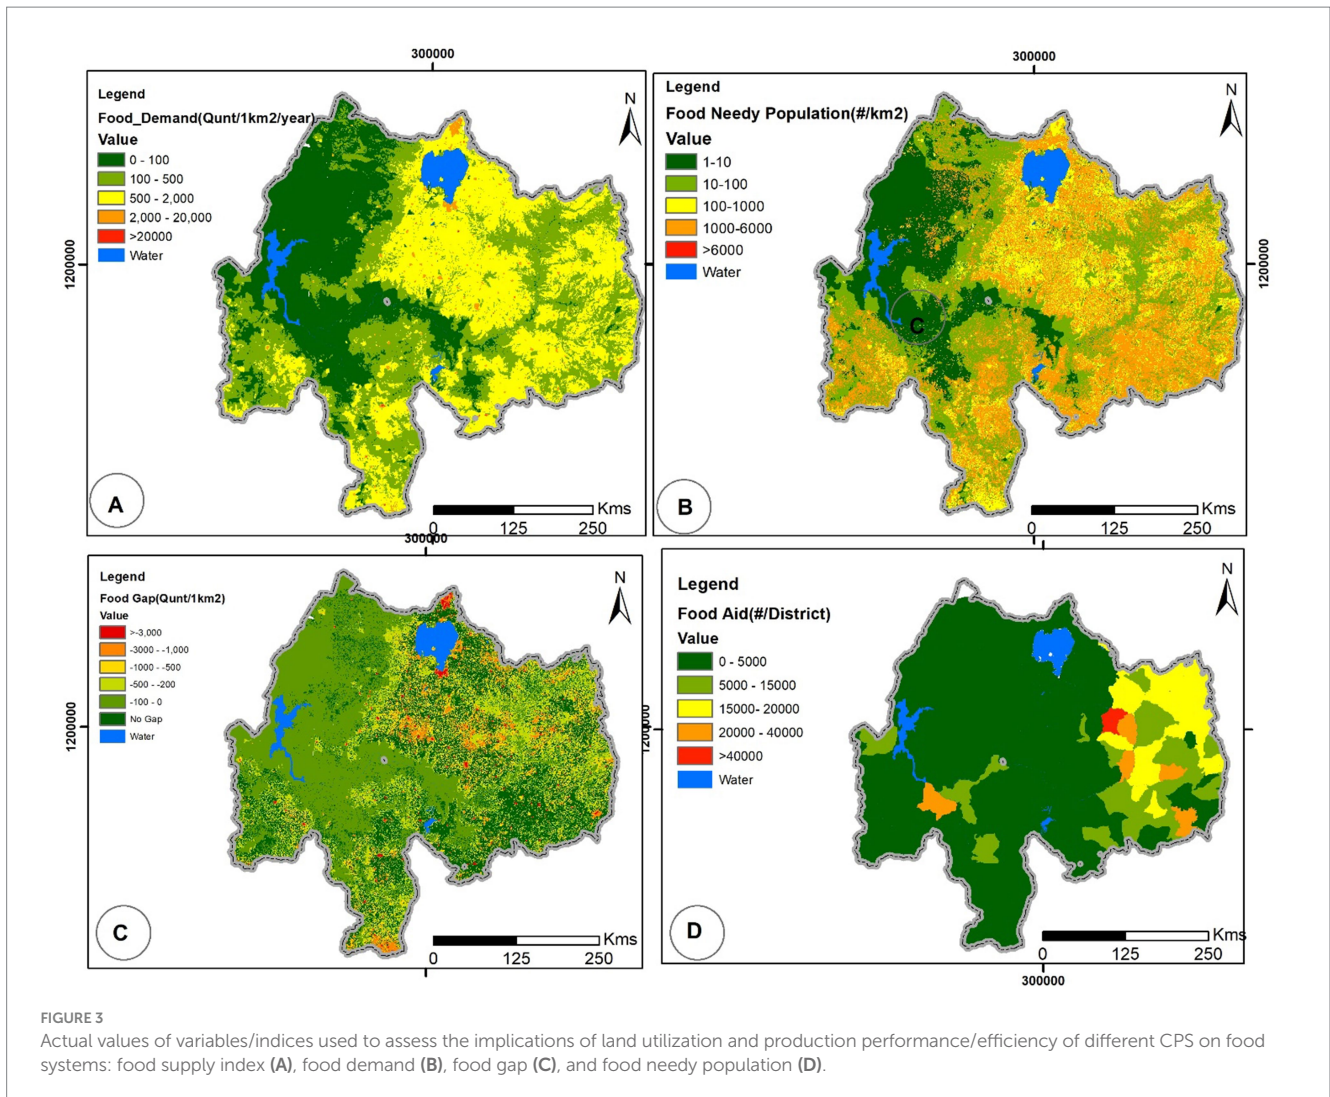 300000
Legend
Food_Demand(Qunt/1km2/year)
Value
0 - 100
100 - 500
500 - 2,000
2,000 - 20,000
>20000
Water
N
1200000
A
Kms
0 125 250
300000
Legend
Food Needy Population(#/km2)
Value
1-10
10-100
100-1000
1000-6000
>6000
Water
N
1200000
C
B
Kms
0 125 250
300000
Legend
Food Gap(Qunt/1km2)
Value
>-3,000
-3000 - -1,000
-1000 - -500
-500 - -200
-100 - 0
No Gap
Water
N
1200000
C
Kms
0 125 250
Legend
Food Aid(#/District)
Value
0 - 5000
5000 - 15000
15000- 20000
20000 - 40000
>40000
Water
N
1200000
D
Kms
0 125 250
300000
FIGURE 3
Actual values of variables/indices used to assess the implications of land utilization and production performance/efficiency of different CPS on food
systems: food supply index (A), food demand (B), food gap (C), and food needy population (D).